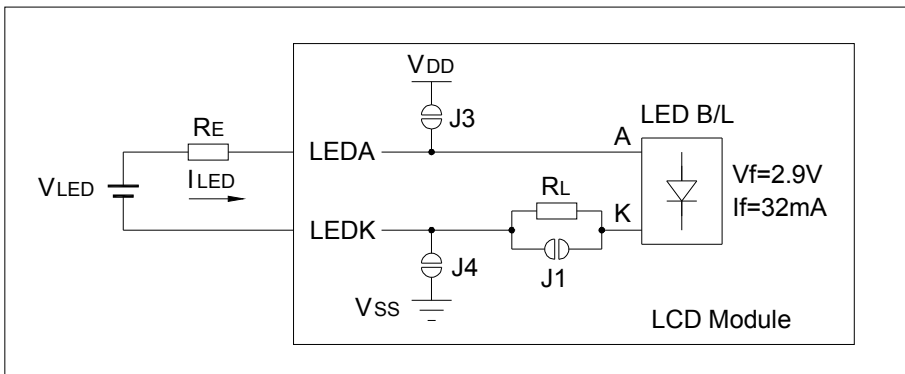 VDD
J3
LED B/L
RE
LEDA
A
VLED
ILED
RL
Vf=2.9V
If=32mA
K
LEDK
J4
J1
VSS
LCD Module